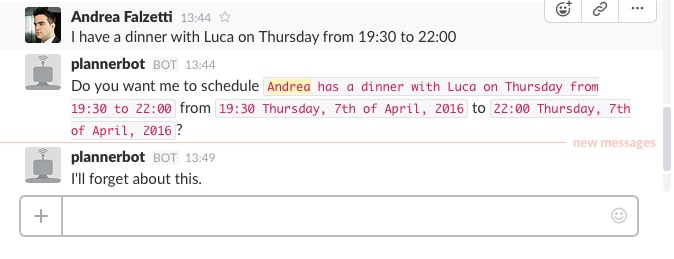 Andrea Falzetti 13:44
I have a dinner with Luca on Thursday from 19:30 to 22:00
plannerbot BOT 13:44
Do you want me to schedule Andrea has a dinner with Luca on Thursday from
19:30 to 22:00 from 19:30 Thursday, 7th of April, 2016 to 22:00 Thursday, 7th
of April, 2016?
new messages
plannerbot BOT 13:49
I'll forget about this.